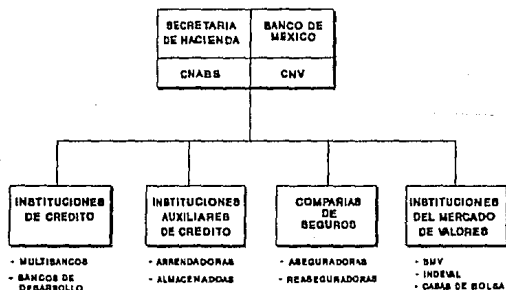 SECRETARIA
DE HACIENDA
BANCO DE
MEXICO
CNABS
CNV
INSTITUCIONES
DE CREDITO
INSTITUCIONES
AUXILIARES
DE CREDITO
COMPAÑIAS
DE
SEGUROS
INSTITUCIONES
DEL MERCADO
DE VALORES
- MULTIBANCOS
- BANCOS DE
DESARROLLO
- ARRENDADORAS
- ALMACENADOAS
- ASEGURADORAS
- REASEGURADORAS
- BMV
- INDEVAL
- CASAS DE BOLSA